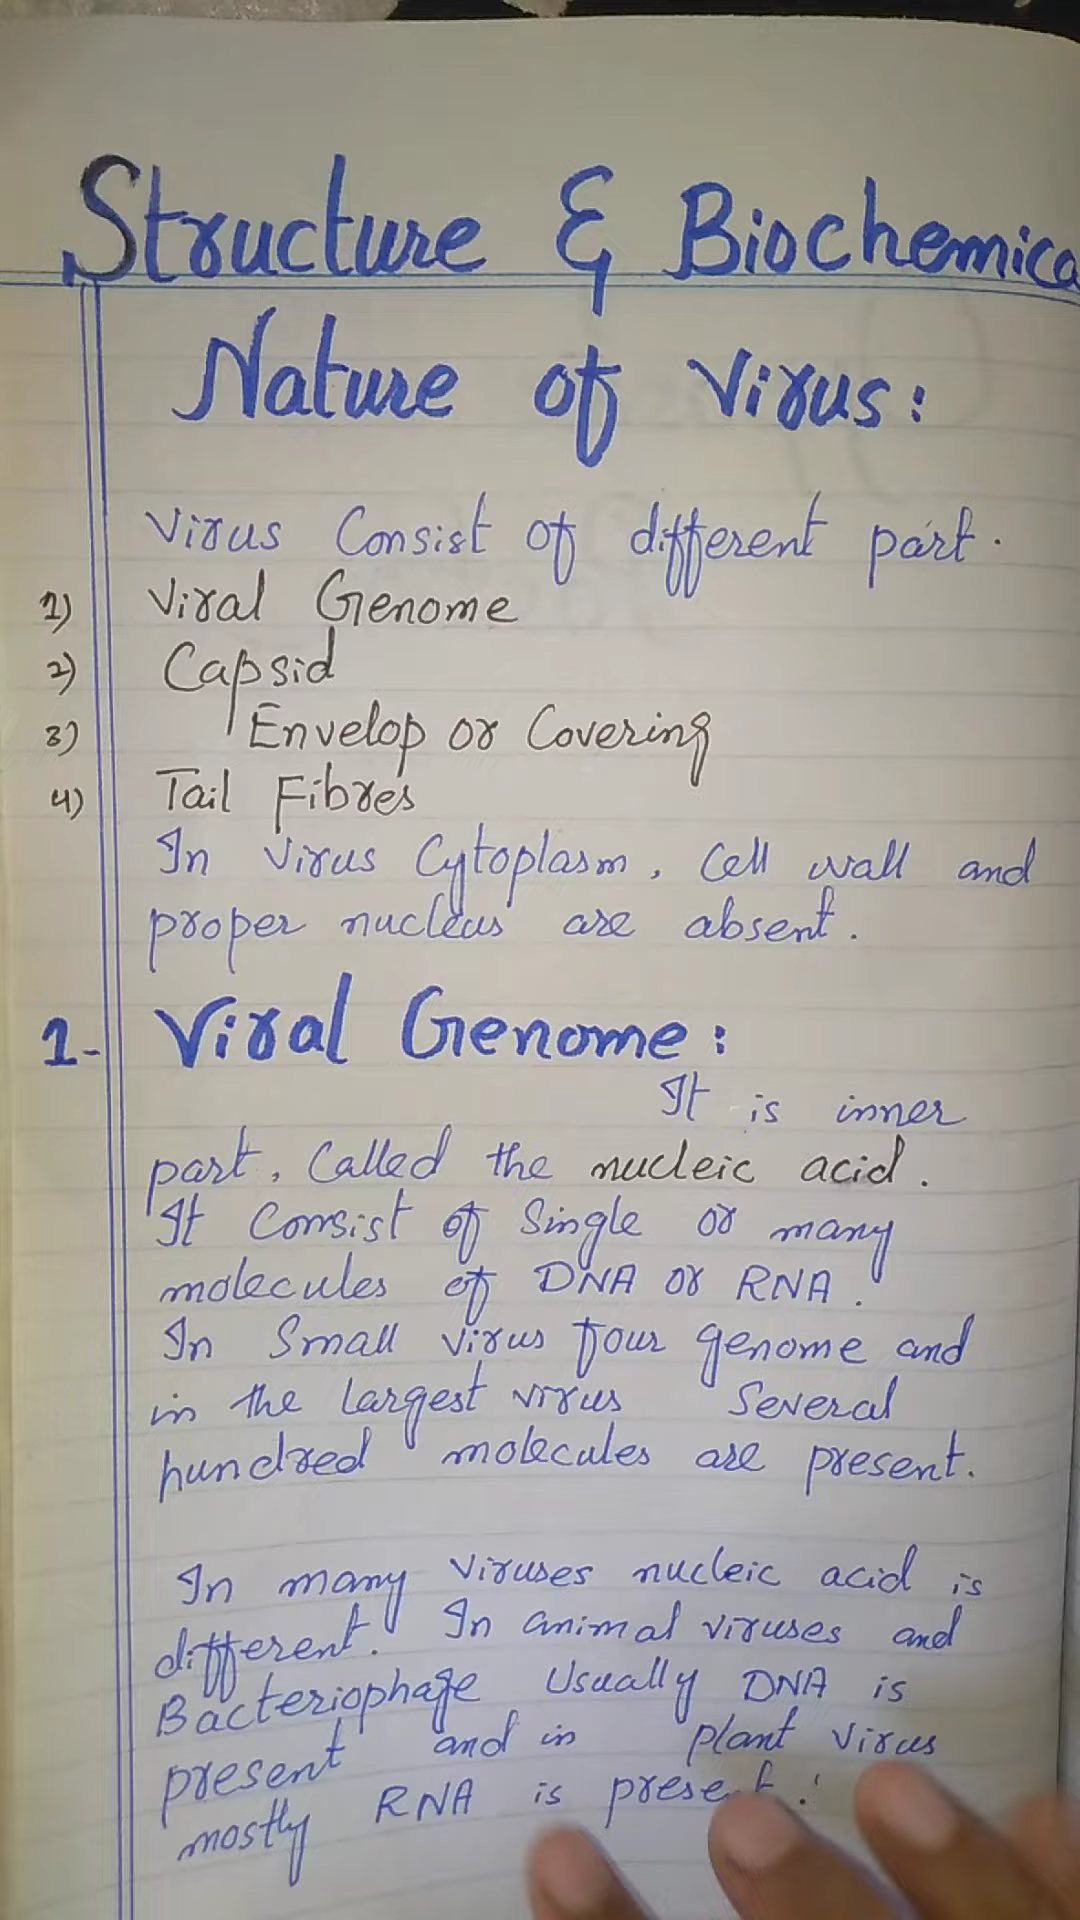 Structure & Biochemica
Nature of Virus:
Virus Consist of different part.
1) Viral Genome
2) Capsid
3) Envelop or Covering
4) Tail Fibres
In Virus Cytoplasm, Cell wall and
proper nucleus are absent.
1- Viral Genome:
It is inner
part, Called the nucleic acid.
It Consist of Single or many
molecules of DNA or RNA.
In Small virus four genome and
in the largest virus Several
hundred molecules are present.
In many Viruses nucleic acid is
different. In animal viruses and
Bacteriophage Usually DNA is
present and in plant Virus
mostly RNA is present.